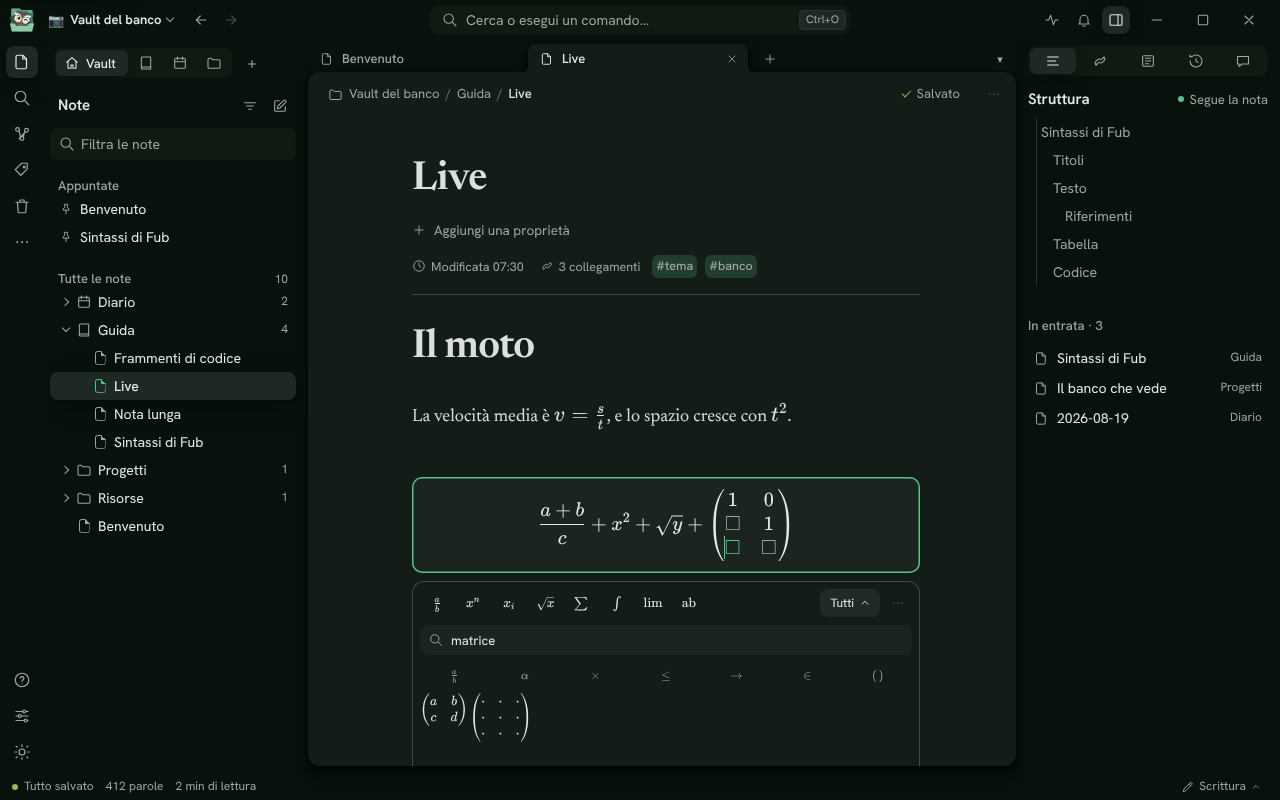 Vault del banco
Cerca o esegui un comando...
Ctrl+O
Vault
Benvenuto
Live
Note
Filtra le note
Appuntate
Benvenuto
Sintassi di Fub
Tutte le note 10
Diario 2
Guida 4
Frammenti di codice
Live
Nota lunga
Sintassi di Fub
Progetti 1
Risorse 1
Benvenuto
Vault del banco / Guida / Live
Salvato
Live
Aggiungi una proprietà
Modificata 07:30 3 collegamenti #tema #banco
Il moto
La velocità media è v = s/t, e lo spazio cresce con t².
(a + b)/c + x² + √y + (1 0 □ 1 □ □)
a/b xⁿ xᵢ √x ∑ ∫ lim ab Tutti
matrice
a/b α × ≤ → ∈ ()
(a b c d) (· · · · · · · · ·)
Struttura Segue la nota
Sintassi di Fub
Titoli
Testo
Riferimenti
Tabella
Codice
In entrata · 3
Sintassi di Fub Guida
Il banco che vede Progetti
2026-08-19 Diario
Tutto salvato 412 parole 2 min di lettura
Scrittura